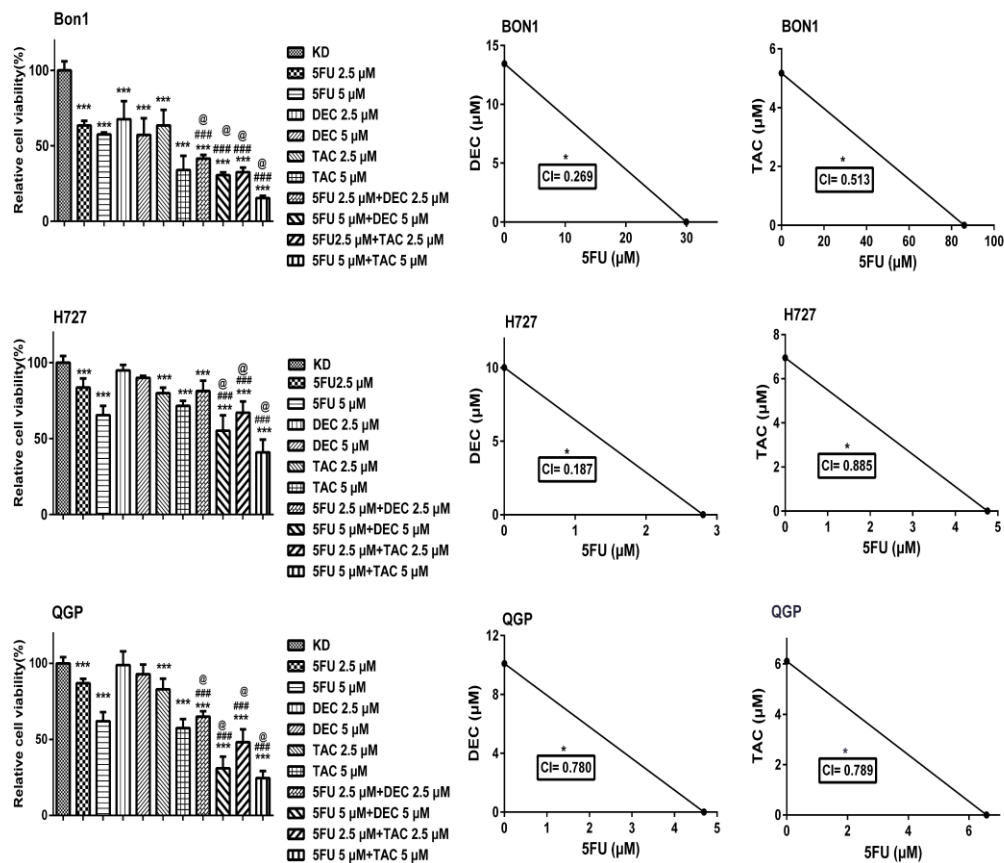 Bon1
Relative cell viability(%)
100
50
0
***
***
***
***
***
***
@
###
***
@
###
***
@
###
***
@
###
***
KD
5FU 2.5 µM
5FU 5 µM
DEC 2.5 µM
DEC 5 µM
TAC 2.5 µM
TAC 5 µM
5FU 2.5 µM+DEC 2.5 µM
5FU 5 µM+DEC 5 µM
5FU2.5 µM+TAC 2.5 µM
5FU 5 µM+TAC 5 µM
BON1
DEC (µM)
15
10
5
0
*
CI= 0.269
0 10 20 30
5FU (µM)
BON1
TAC (µM)
6
4
2
0
*
CI= 0.513
0 20 40 60 80 100
5FU (µM)
H727
Relative cell viability(%)
100
50
0
***
***
***
***
***
@
###
***
@
###
***
@
###
***
KD
5FU2.5 µM
5FU 5 µM
DEC 2.5 µM
DEC 5 µM
TAC 2.5 µM
TAC 5 µM
5FU 2.5 µM+DEC 2.5 µM
5FU 5 µM+DEC 5 µM
5FU 2.5 µM+TAC 2.5 µM
5FU 5 µM+TAC 5 µM
H727
DEC (µM)
10
5
0
*
CI= 0.187
0 1 2 3
5FU (µM)
H727
TAC (µM)
8
6
4
2
0
*
CI= 0.885
0 1 2 3 4 5
5FU (µM)
QGP
Relative cell viability(%)
100
50
0
***
***
***
***
@
###
***
@
###
***
@
###
***
@
###
***
KD
5FU 2.5 µM
5FU 5 µM
DEC 2.5 µM
DEC 5 µM
TAC 2.5 µM
TAC 5 µM
5FU 2.5 µM+DEC 2.5 µM
5FU 5 µM+DEC 5 µM
5FU 2.5 µM+TAC 2.5 µM
5FU 5 µM+TAC 5 µM
QGP
DEC (µM)
12
8
4
0
*
CI= 0.780
0 1 2 3 4 5
5FU (µM)
QGP
TAC (µM)
6
4
2
0
*
CI= 0.789
0 2 4 6
5FU (µM)